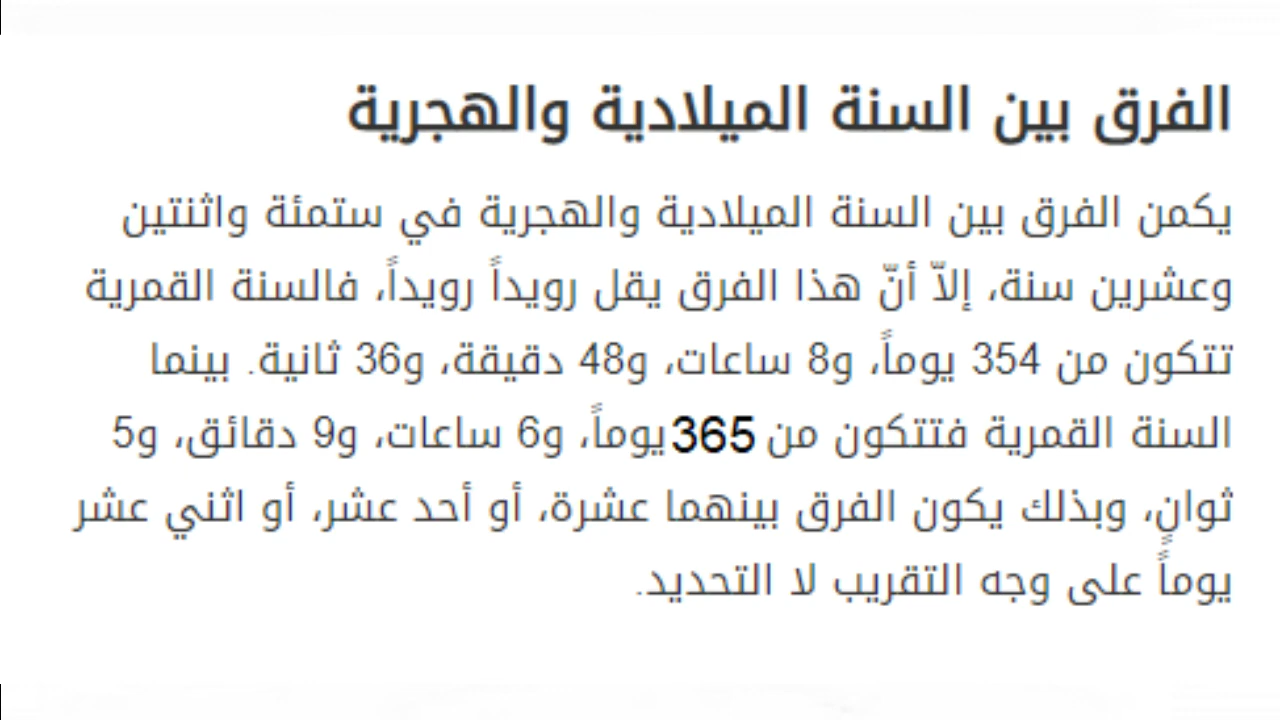 الفرق بين السنة الميلادية والهجرية
يكمن الفرق بين السنة الميلادية والهجرية في ستمئة واثنتين
وعشرين سنة، إلاّ أنّ هذا الفرق يقل رويداً رويداً، فالسنة القمرية
تتكون من 354 يوماً، و8 ساعات، و48 دقيقة، و36 ثانية. بينما
السنة القمرية فتتكون من 365 يوماً، و6 ساعات، و9 دقائق، و5
ثوانٍ، وبذلك يكون الفرق بينهما عشرة، أو أحد عشر، أو اثني عشر
يوماً على وجه التقريب لا التحديد.